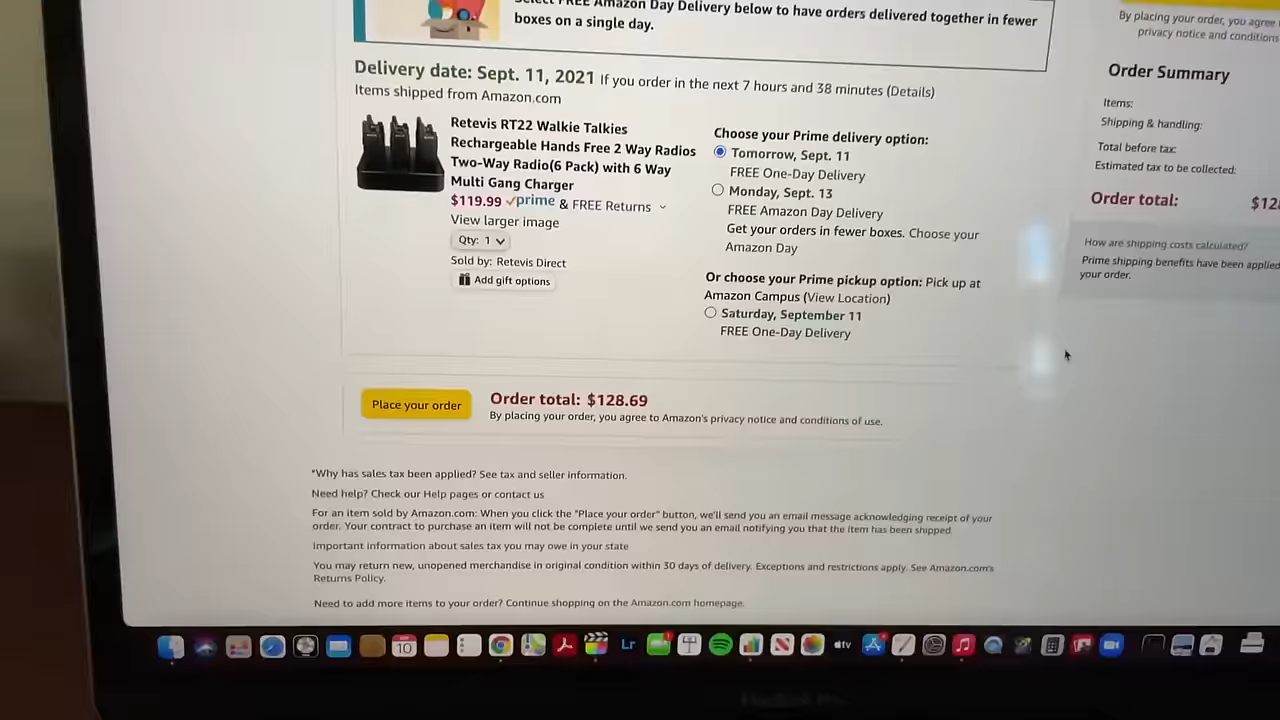 Select FREE Amazon Day Delivery below to have orders delivered together in fewer
boxes on a single day.
Delivery date: Sept. 11, 2021 If you order in the next 7 hours and 38 minutes (Details)
Items shipped from Amazon.com
Retevis RT22 Walkie Talkies
Rechargeable Hands Free 2 Way Radios
Two-Way Radio(6 Pack) with 6 Way
Multi Gang Charger
$119.99 prime & FREE Returns
View larger image
Qty: 1
Sold by: Retevis Direct
Add gift options
Choose your Prime delivery option:
Tomorrow, Sept. 11
FREE One-Day Delivery
Monday, Sept. 13
FREE Amazon Day Delivery
Get your orders in fewer boxes. Choose your
Amazon Day
Or choose your Prime pickup option: Pick up at
Amazon Campus (View Location)
Saturday, September 11
FREE One-Day Delivery
Place your order
Order total: $128.69
By placing your order, you agree to Amazon's privacy notice and conditions of use.
*Why has sales tax been applied? See tax and seller information.
Need help? Check our Help pages or contact us
For an item sold by Amazon.com: When you click the "Place your order" button, we'll send you an email message acknowledging receipt of your
order. Your contract to purchase an item will not be complete until we send you an email notifying you that the item has been shipped.
Important information about sales tax you may owe in your state
You may return new, unopened merchandise in original condition within 30 days of delivery. Exceptions and restrictions apply. See Amazon.com's
Returns Policy.
Need to add more items to your order? Continue shopping on the Amazon.com homepage.
By placing your order, you agree
privacy notice and conditions
Order Summary
Items:
Shipping & handling:
Total before tax:
Estimated tax to be collected:
Order total: $12
How are shipping costs calculated?
Prime shipping benefits have been applied
your order.
10
Lr
tv